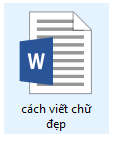 W
cách viết chữ
đẹp